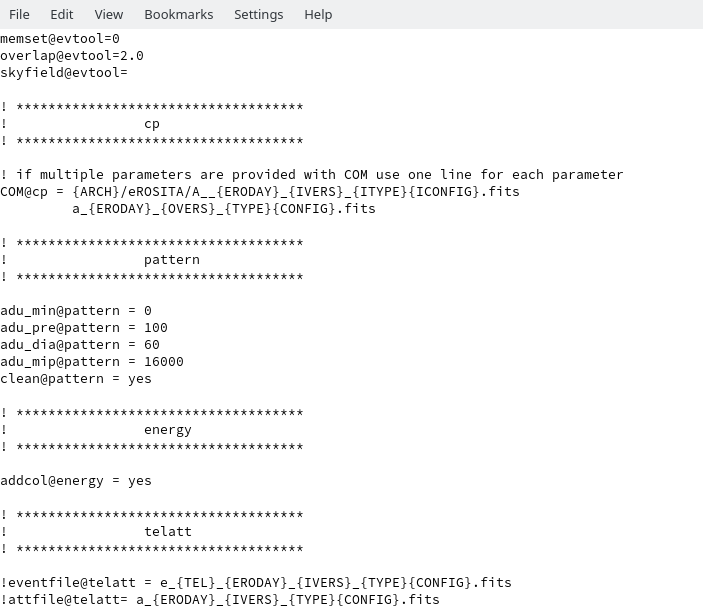 File Edit View Bookmarks Settings Help
memset@evtool=0
overlap@evtool=2.0
skyfield@evtool=
! ************************************
!                 cp
! ************************************
! if multiple parameters are provided with COM use one line for each parameter
COM@cp = {ARCH}/eROSITA/A__{ERODAY}_{IVERS}_{ITYPE}{ICONFIG}.fits
         a_{ERODAY}_{OVERS}_{TYPE}{CONFIG}.fits
! ************************************
!                 pattern
! ************************************
adu_min@pattern = 0
adu_pre@pattern = 100
adu_dia@pattern = 60
adu_mip@pattern = 16000
clean@pattern = yes
! ************************************
!                 energy
! ************************************
addcol@energy = yes
! ************************************
!                 telatt
! ************************************
!eventfile@telatt = e_{TEL}_{ERODAY}_{IVERS}_{TYPE}{CONFIG}.fits
!attfile@telatt= a_{ERODAY}_{IVERS}_{TYPE}{CONFIG}.fits